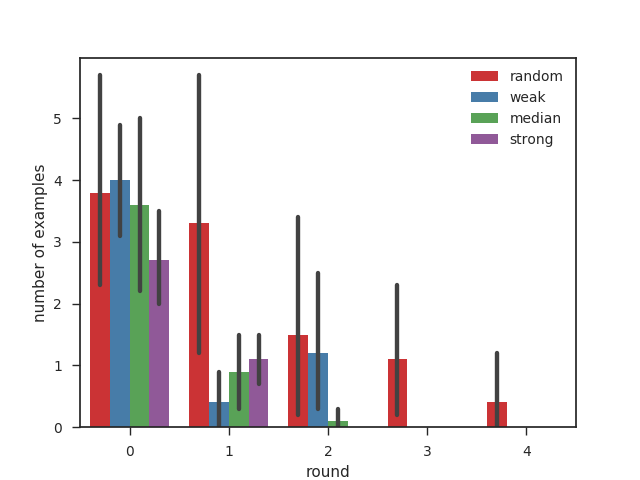 random
weak
median
strong
number of examples
5
4
3
2
1
0
0 1 2 3 4
round